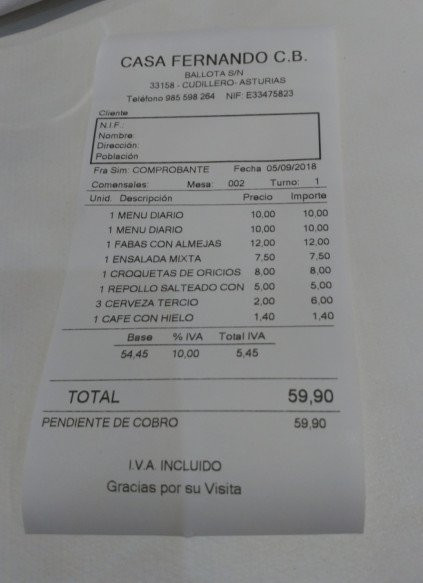 CASA FERNANDO C.B.
BALLOTA S/N
33158 - CUDILLERO- ASTURIAS
Teléfono 985 598 264 NIF: E33475823
Cliente
N.I.F.:
Nombre:
Dirección:
Población
Fra Sim: COMPROBANTE Fecha 05/09/2018
Comensales: Mesa: 002 Turno: 1
Unid. Descripción Precio Importe
1 MENU DIARIO 10,00 10,00
1 MENU DIARIO 10,00 10,00
1 FABAS CON ALMEJAS 12,00 12,00
1 ENSALADA MIXTA 7,50 7,50
1 CROQUETAS DE ORICIOS 8,00 8,00
1 REPOLLO SALTEADO CON 5,00 5,00
3 CERVEZA TERCIO 2,00 6,00
1 CAFE CON HIELO 1,40 1,40
Base % IVA Total IVA
54,45 10,00 5,45
TOTAL 59,90
PENDIENTE DE COBRO 59,90
I.V.A. INCLUIDO
Gracias por su Visita